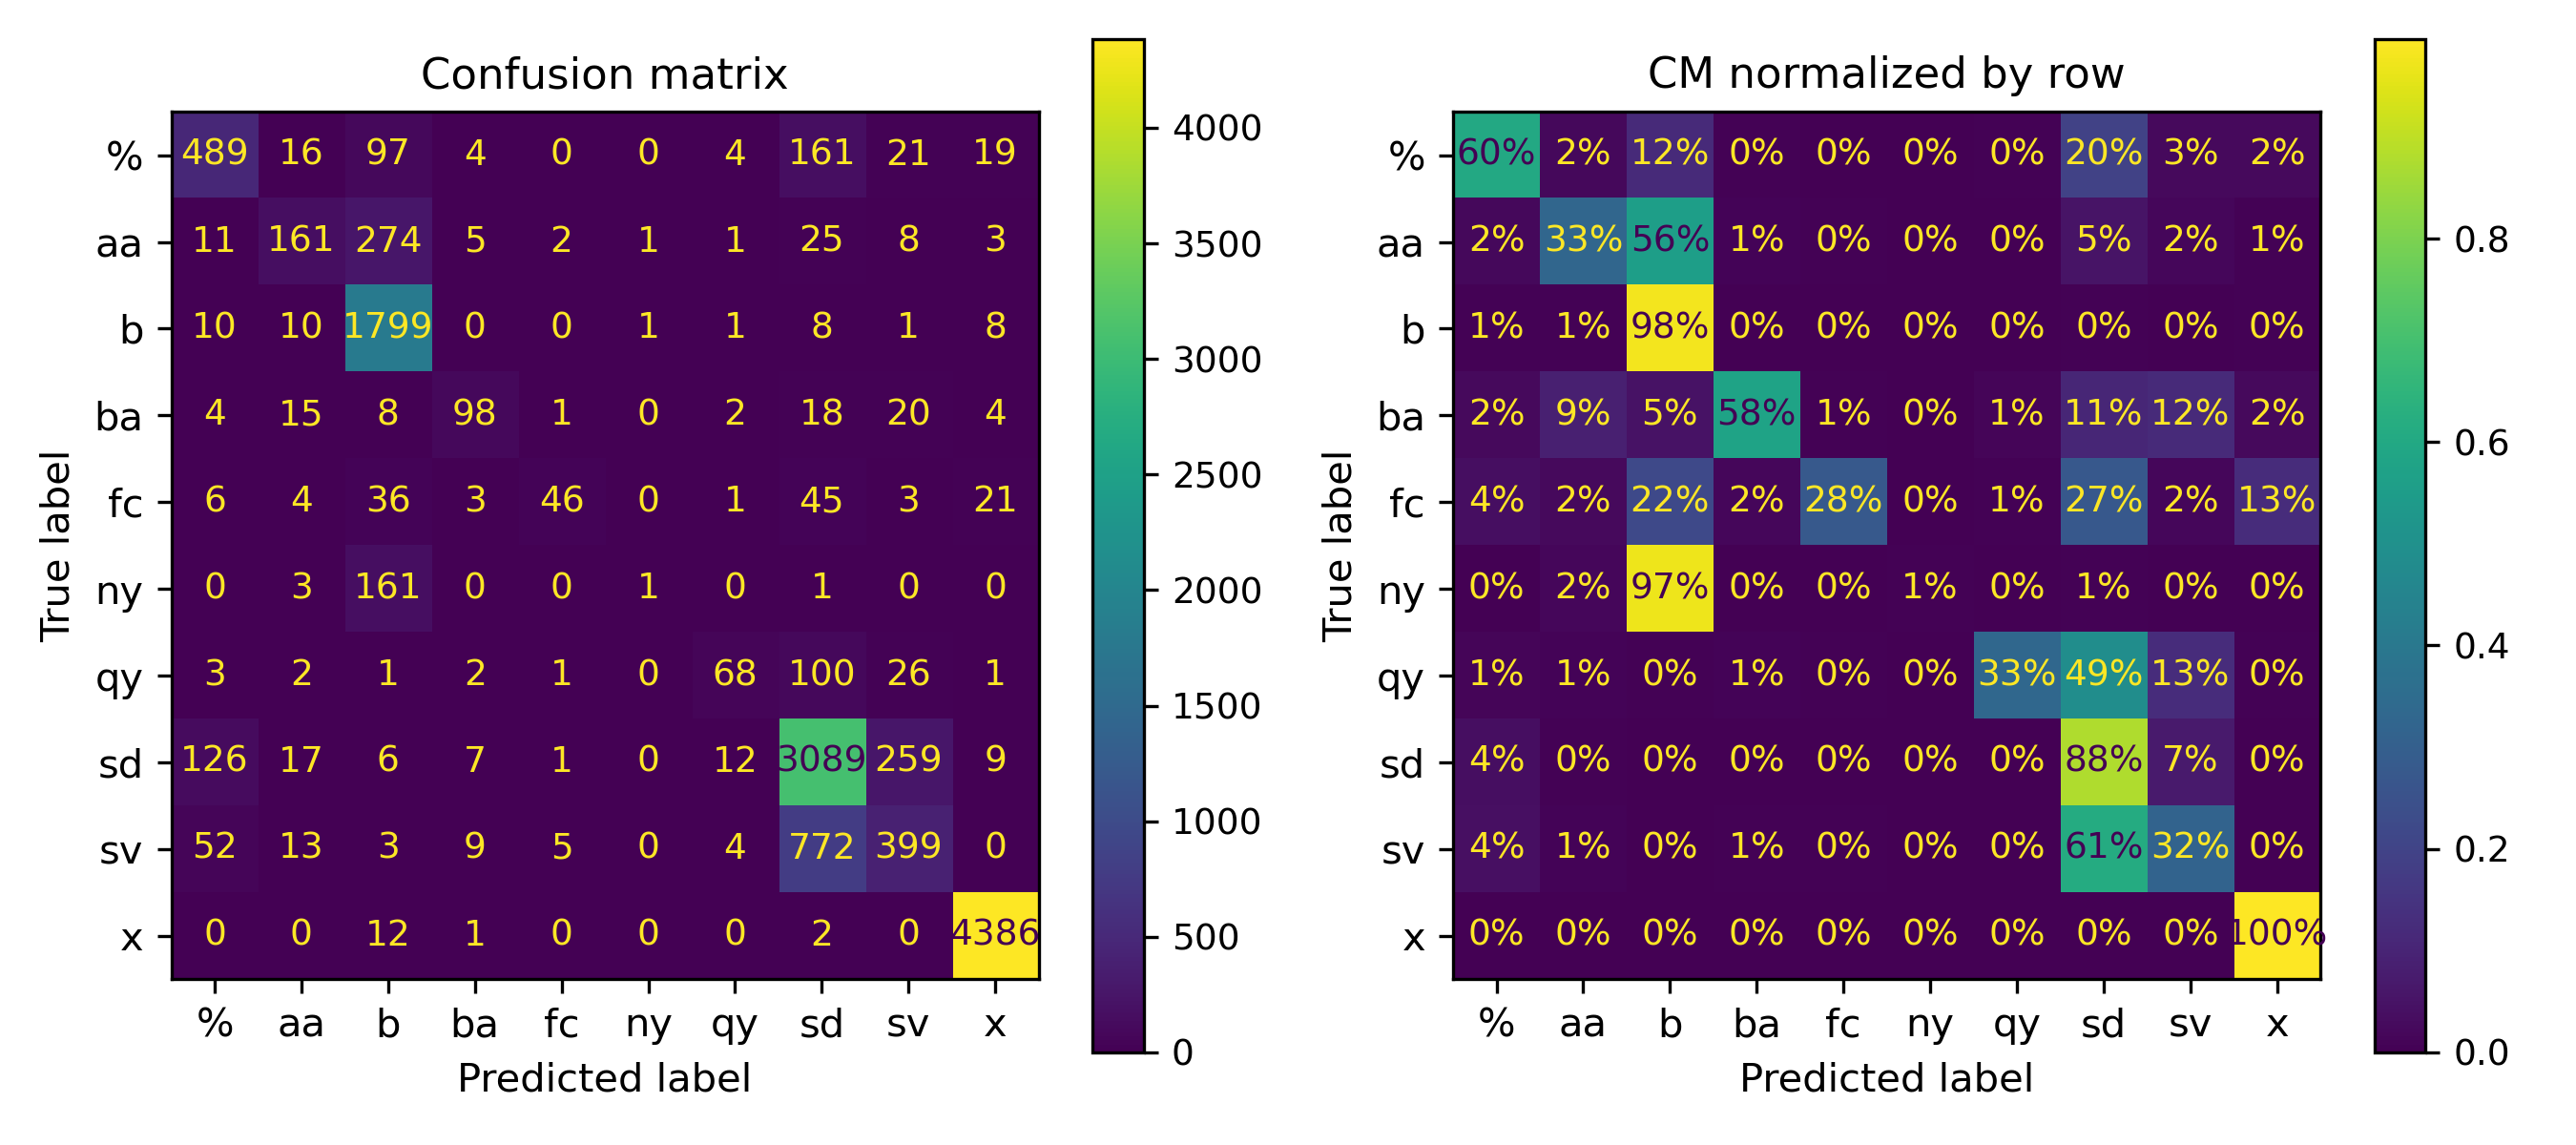 Confusion matrix
% 489 16 97 4 0 0 4 161 21 19
aa 11 161 274 5 2 1 1 25 8 3
b 10 10 1799 0 0 1 1 8 1 8
ba 4 15 8 98 1 0 2 18 20 4
fc 6 4 36 3 46 0 1 45 3 21
ny 0 3 161 0 0 1 0 1 0 0
qy 3 2 1 2 1 0 68 100 26 1
sd 126 17 6 7 1 0 12 3089 259 9
sv 52 13 3 9 5 0 4 772 399 0
x 0 0 12 1 0 0 0 2 0 4386
% aa b ba fc ny qy sd sv x
Predicted label
True label
4000
3500
3000
2500
2000
1500
1000
500
0
CM normalized by row
% 60% 2% 12% 0% 0% 0% 0% 20% 3% 2%
aa 2% 33% 56% 1% 0% 0% 0% 5% 2% 1%
b 1% 1% 98% 0% 0% 0% 0% 0% 0% 0%
ba 2% 9% 5% 58% 1% 0% 1% 11% 12% 2%
fc 4% 2% 22% 2% 28% 0% 1% 27% 2% 13%
ny 0% 2% 97% 0% 0% 1% 0% 1% 0% 0%
qy 1% 1% 0% 1% 0% 0% 33% 49% 13% 0%
sd 4% 0% 0% 0% 0% 0% 0% 88% 7% 0%
sv 4% 1% 0% 1% 0% 0% 0% 61% 32% 0%
x 0% 0% 0% 0% 0% 0% 0% 0% 0% 100%
% aa b ba fc ny qy sd sv x
Predicted label
True label
0.8
0.6
0.4
0.2
0.0